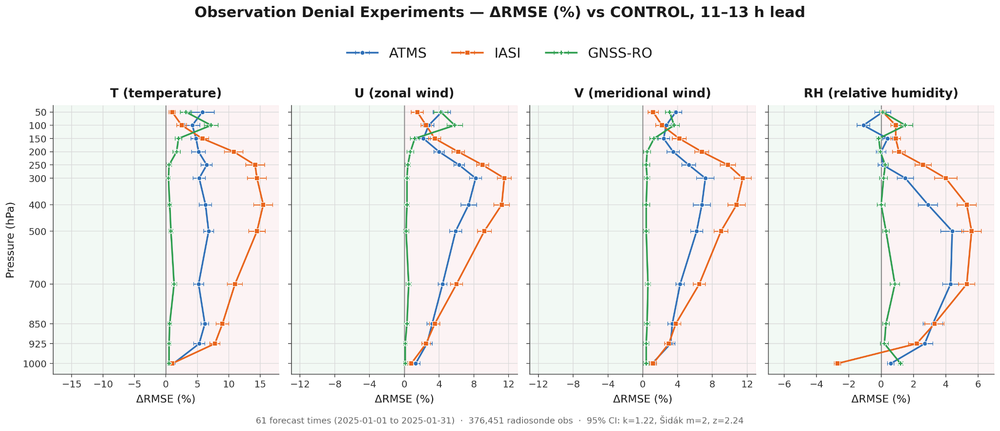 Observation Denial Experiments — ΔRMSE (%) vs CONTROL, 11–13 h lead
ATMS IASI GNSS-RO
T (temperature) U (zonal wind) V (meridional wind) RH (relative humidity)
Pressure (hPa)
50
100
150
200
250
300
400
500
700
850
925
1000
−15 −10 −5 0 5 10 15 −12 −8 −4 0 4 8 12 −12 −8 −4 0 4 8 12 −6 −4 −2 0 2 4 6
ΔRMSE (%) ΔRMSE (%) ΔRMSE (%) ΔRMSE (%)
61 forecast times (2025-01-01 to 2025-01-31) · 376,451 radiosonde obs · 95% CI: k=1.22, Šidák m=2, z=2.24